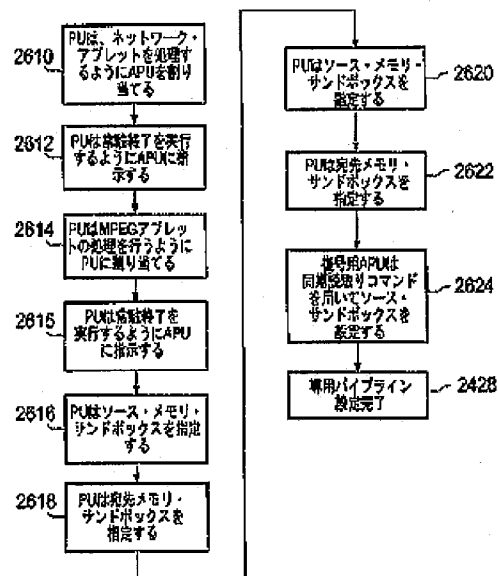 2610
PUは、ネットワーク・
アプレットを処理す
るようにAPUを割り
当てる
2612
PUは常駐終了を実行
するようにAPUに指
示する
2614
PUはMPEGアプレッ
トの処理を行うように
PUに割り当てる
2615
PUは常駐終了を
実行するようにAPU
に指示する
2616
PUはソース・メモリ・
サンドボックスを指定
する
2618
PUは宛先メモリ・
サンドボックスを
指定する
PUはソース・メモリ・
サンドボックスを
指定する
2620
PUは宛先メモリ・
サンドボックスを
指定する
2622
復号用APUは
同期読取りコマンド
を用いてソース・
サンドボックスを
設定する
2624
専用パイプライン
設定完了
2428